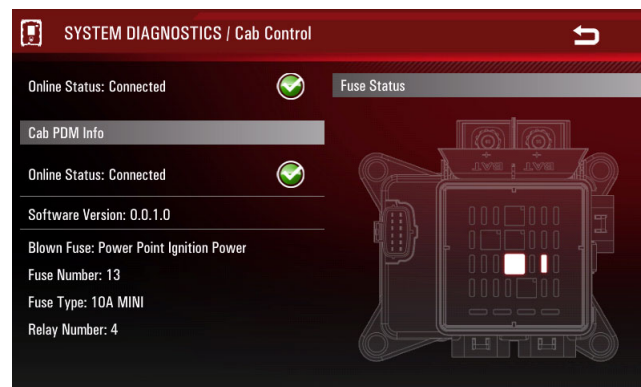 SYSTEM DIAGNOSTICS / Cab Control
Online Status: Connected
Fuse Status
Cab PDM Info
Online Status: Connected
Software Version: 0.0.1.0
Blown Fuse: Power Point Ignition Power
Fuse Number: 13
Fuse Type: 10A MINI
Relay Number: 4
BAT BAT